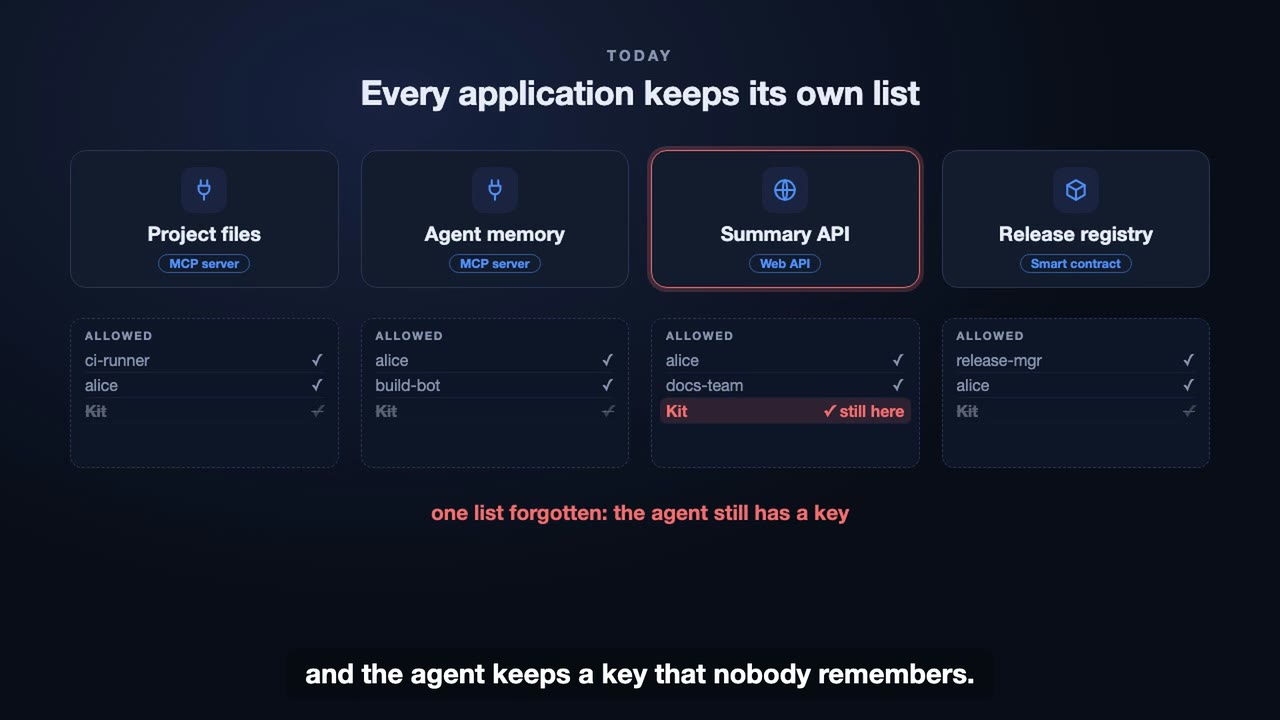 TODAY
Every application keeps its own list
Project files
MCP server
Agent memory
MCP server
Summary API
Web API
Release registry
Smart contract
ALLOWED
ci-runner ✓
alice ✓
Kit ✓
ALLOWED
alice ✓
build-bot ✓
Kit ✓
ALLOWED
alice ✓
docs-team ✓
Kit ✓ still here
ALLOWED
release-mgr ✓
alice ✓
Kit ✓
one list forgotten: the agent still has a key
and the agent keeps a key that nobody remembers.